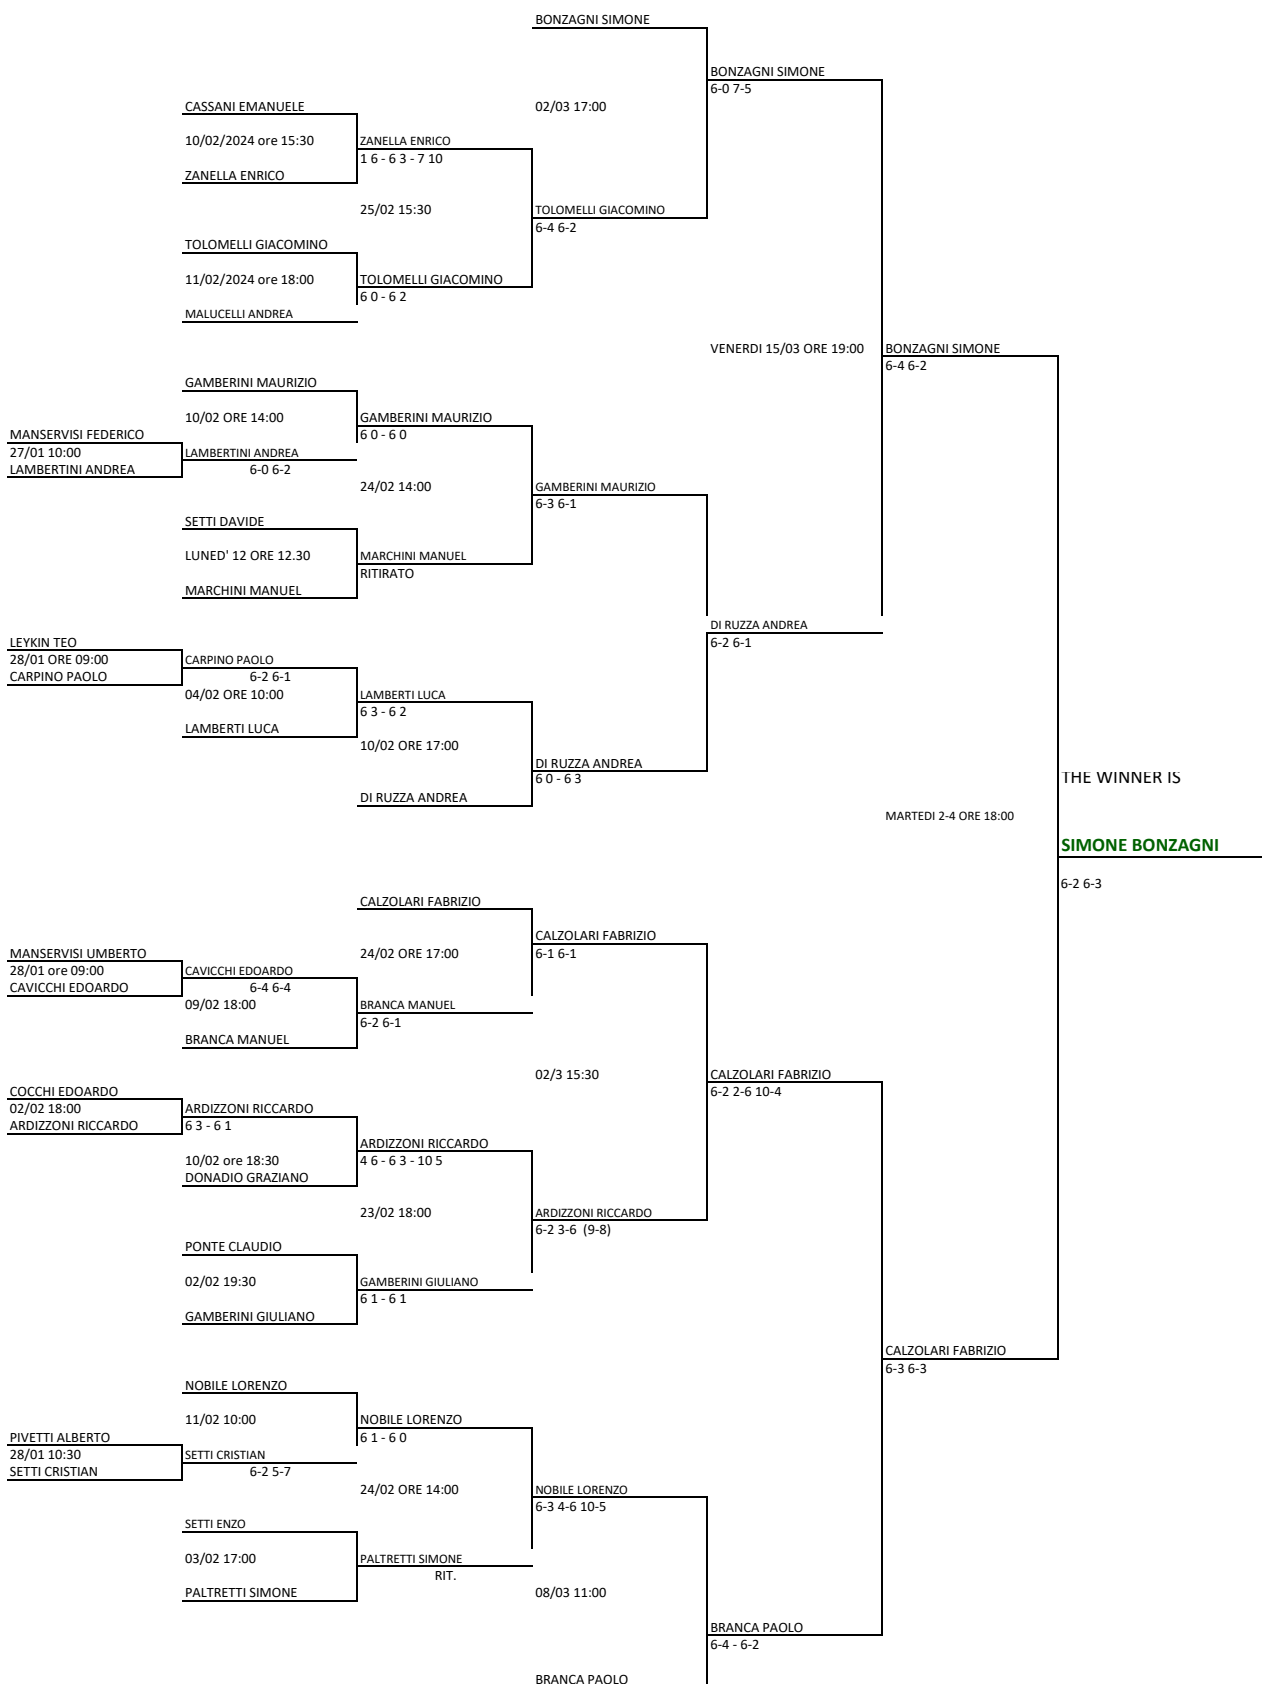 BONZAGNI SIMONE
BONZAGNI SIMONE
6-0 7-5
CASSANI EMANUELE
02/03 17:00
10/02/2024 ore 15:30
ZANELLA ENRICO
1 6 - 6 3 - 7 10
ZANELLA ENRICO
25/02 15:30
TOLOMELLI GIACOMINO
6-4 6-2
TOLOMELLI GIACOMINO
11/02/2024 ore 18:00
TOLOMELLI GIACOMINO
6 0 - 6 2
MALUCELLI ANDREA
VENERDI 15/03 ORE 19:00
BONZAGNI SIMONE
6-4 6-2
GAMBERINI MAURIZIO
10/02 ORE 14:00
GAMBERINI MAURIZIO
6 0 - 6 0
MANSERVISI FEDERICO
27/01 10:00
LAMBERTINI ANDREA
LAMBERTINI ANDREA
6-0 6-2
24/02 14:00
GAMBERINI MAURIZIO
6-3 6-1
SETTI DAVIDE
LUNED' 12 ORE 12.30
MARCHINI MANUEL
RITIRATO
MARCHINI MANUEL
DI RUZZA ANDREA
6-2 6-1
LEYKIN TEO
28/01 ORE 09:00
CARPINO PAOLO
CARPINO PAOLO
6-2 6-1
04/02 ORE 10:00
LAMBERTI LUCA
6 3 - 6 2
LAMBERTI LUCA
10/02 ORE 17:00
DI RUZZA ANDREA
6 0 - 6 3
DI RUZZA ANDREA
THE WINNER IS
MARTEDI 2-4 ORE 18:00
SIMONE BONZAGNI
6-2 6-3
CALZOLARI FABRIZIO
CALZOLARI FABRIZIO
6-1 6-1
24/02 ORE 17:00
MANSERVISI UMBERTO
28/01 ore 09:00
CAVICCHI EDOARDO
CAVICCHI EDOARDO
6-4 6-4
09/02 18:00
BRANCA MANUEL
6-2 6-1
BRANCA MANUEL
02/3 15:30
CALZOLARI FABRIZIO
6-2 2-6 10-4
COCCHI EDOARDO
02/02 18:00
ARDIZZONI RICCARDO
ARDIZZONI RICCARDO
6 3 - 6 1
ARDIZZONI RICCARDO
4 6 - 6 3 - 10 5
10/02 ore 18:30
DONADIO GRAZIANO
23/02 18:00
ARDIZZONI RICCARDO
6-2 3-6 (9-8)
PONTE CLAUDIO
02/02 19:30
GAMBERINI GIULIANO
6 1 - 6 1
GAMBERINI GIULIANO
CALZOLARI FABRIZIO
6-3 6-3
NOBILE LORENZO
11/02 10:00
NOBILE LORENZO
6 1 - 6 0
PIVETTI ALBERTO
28/01 10:30
SETTI CRISTIAN
SETTI CRISTIAN
6-2 5-7
24/02 ORE 14:00
NOBILE LORENZO
6-3 4-6 10-5
SETTI ENZO
03/02 17:00
PALTRETTI SIMONE
RIT.
PALTRETTI SIMONE
08/03 11:00
BRANCA PAOLO
6-4 - 6-2
BRANCA PAOLO